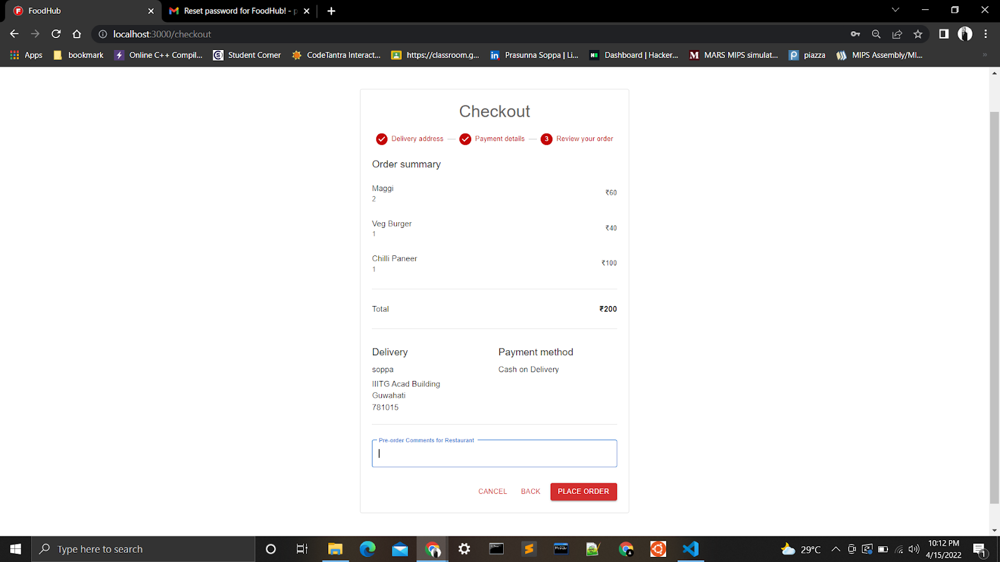 FoodHub
Reset password for FoodHub! - p
localhost:3000/checkout
Apps
bookmark
Online C++ Compil...
Student Corner
CodeTantra Interact...
https://classroom.g...
Prasunna Soppa | Li...
Dashboard | Hacker...
MARS MIPS simulat...
piazza
MIPS Assembly/MI...
Checkout
Delivery address
Payment details
3 Review your order
Order summary
Maggi
2
₹60
Veg Burger
1
₹40
Chilli Paneer
1
₹100
Total
₹200
Delivery
soppa
IIITG Acad Building
Guwahati
781015
Payment method
Cash on Delivery
Pre-order Comments for Restaurant
CANCEL
BACK
PLACE ORDER
Type here to search
29°C
10:12 PM
4/15/2022
1